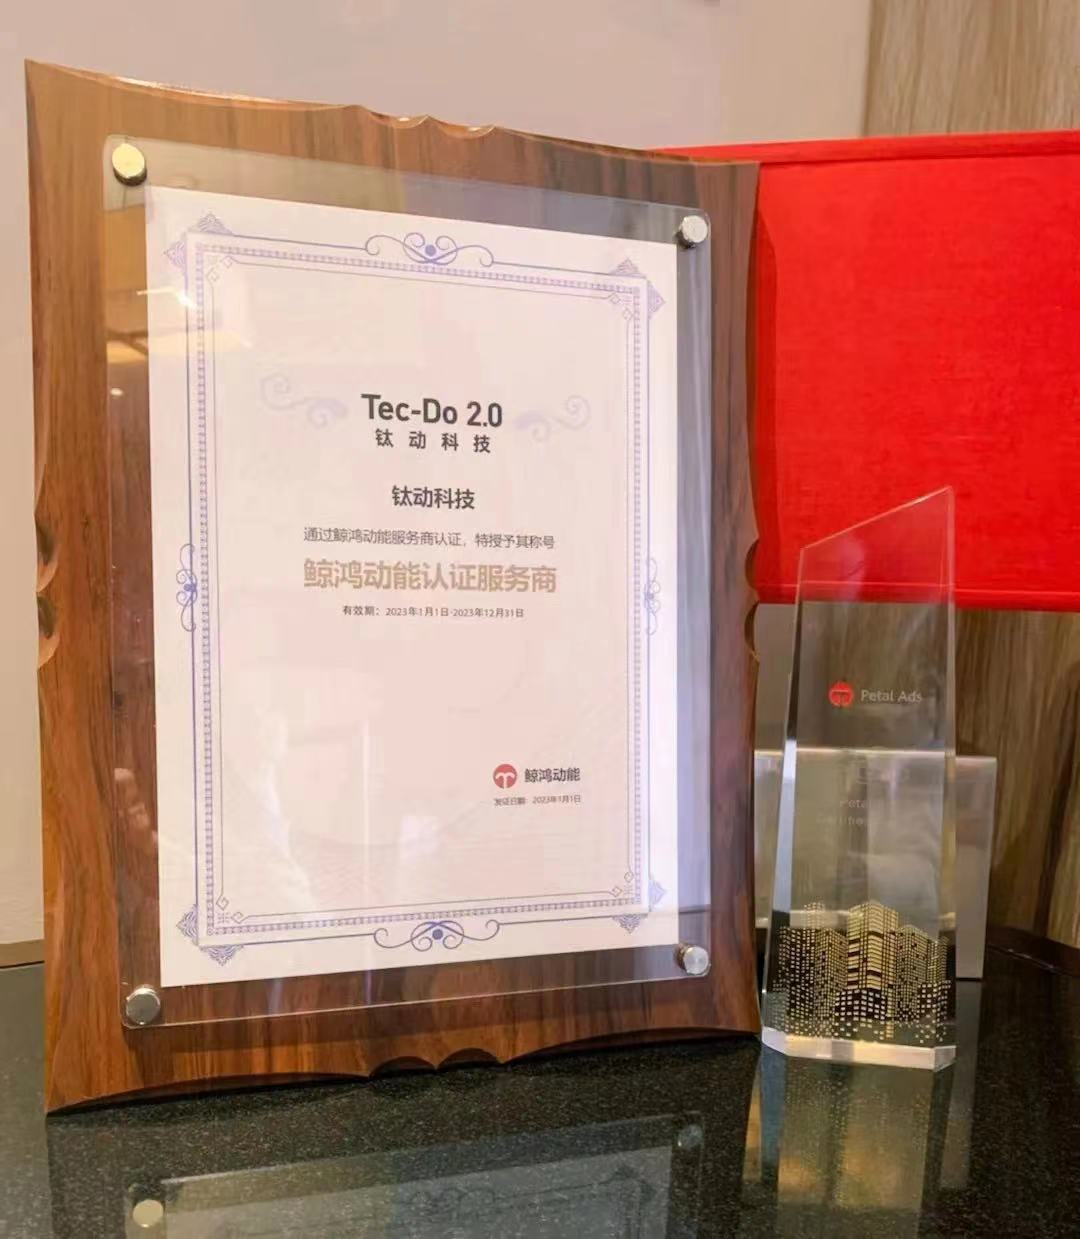 Tec-Do 2.0
钛动科技
钛动科技
通过鲸鸿动能服务商认证，特授予其称号
鲸鸿动能认证服务商
有效期：2023年1月1日-2023年12月31日
鲸鸿动能
发证日期：2023年1月1日
Petal Ads